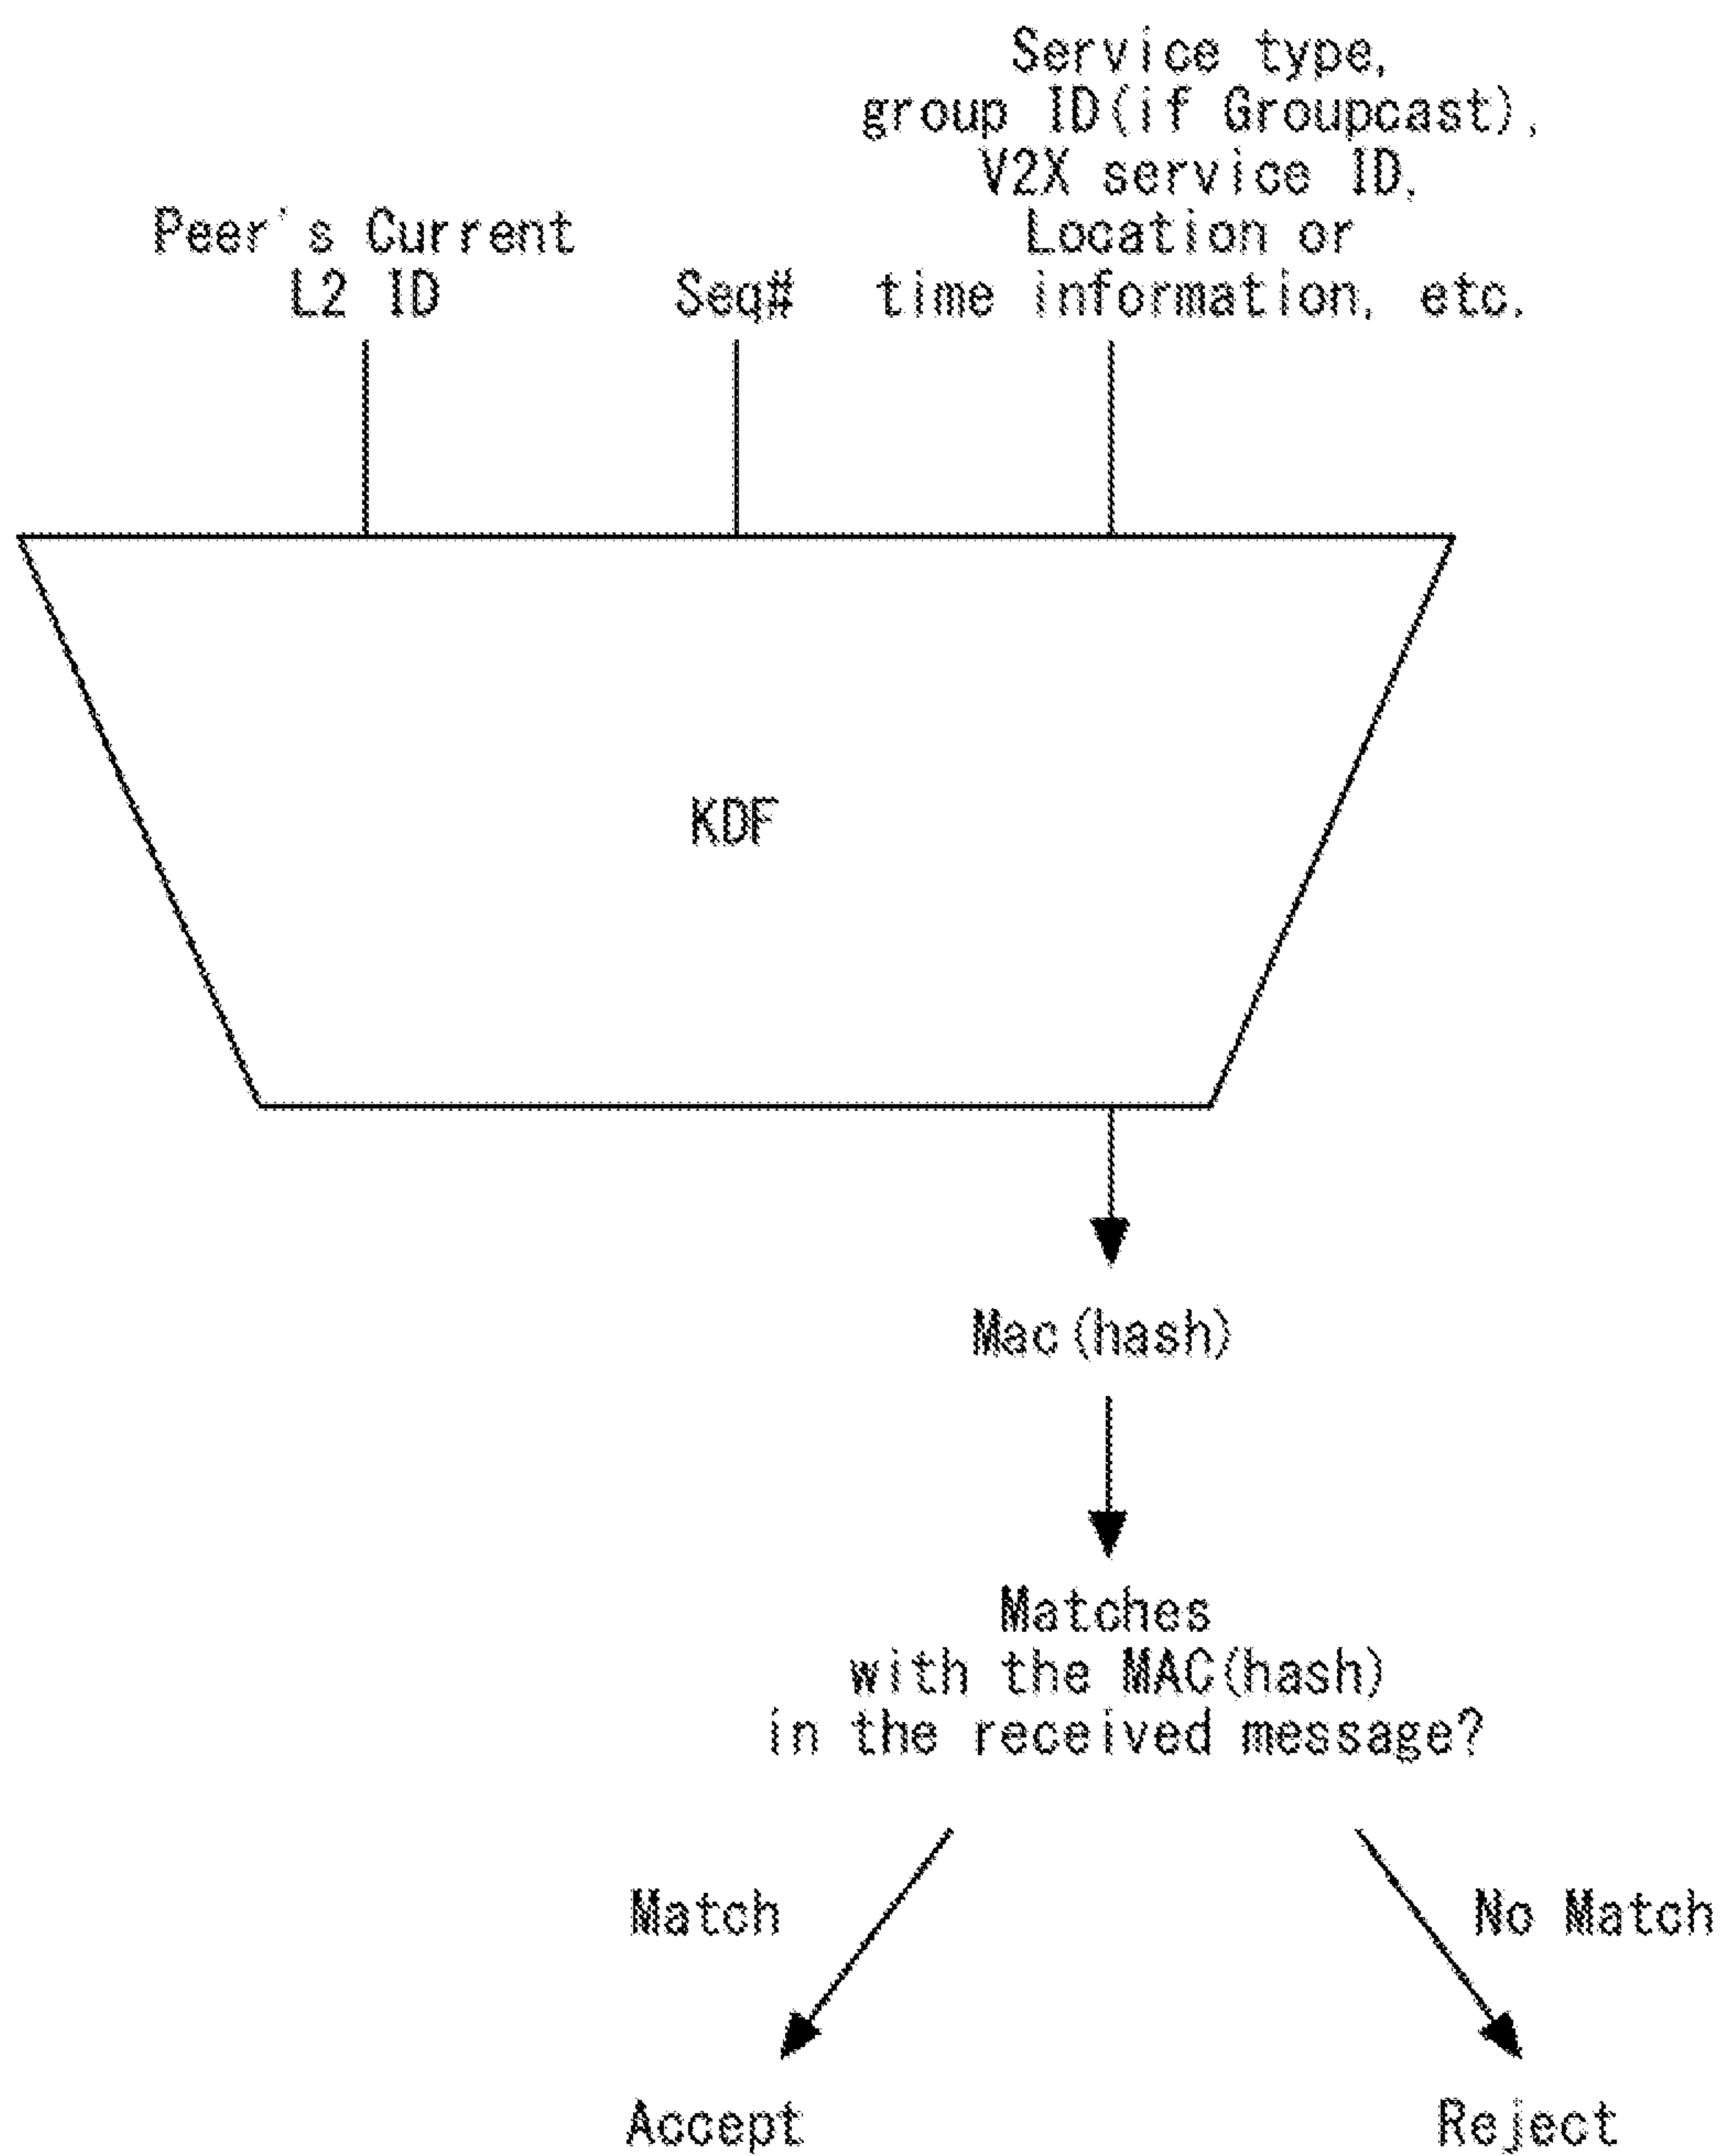 Peer's Current
L2 ID
Seq#
Service type,
group ID(if Groupcast),
V2X service ID,
Location or
time information, etc.
KDF
Mac(hash)
Matches
with the MAC(hash)
in the received message?
Match
No Match
Accept
Reject